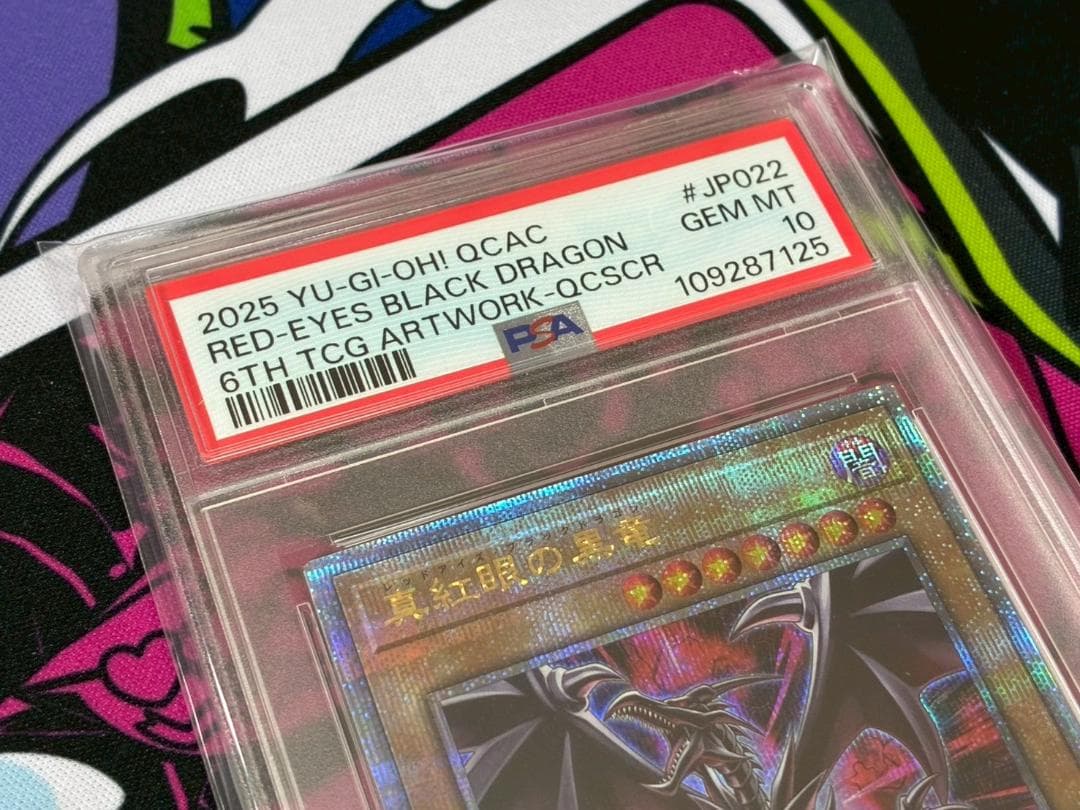 2025 YU-GI-OH! QCAC
#JP022
RED-EYES BLACK DRAGON
GEM MT
6TH TCG ARTWORK-QCSCR
10
109287125
PSA
真紅眼の黒竜